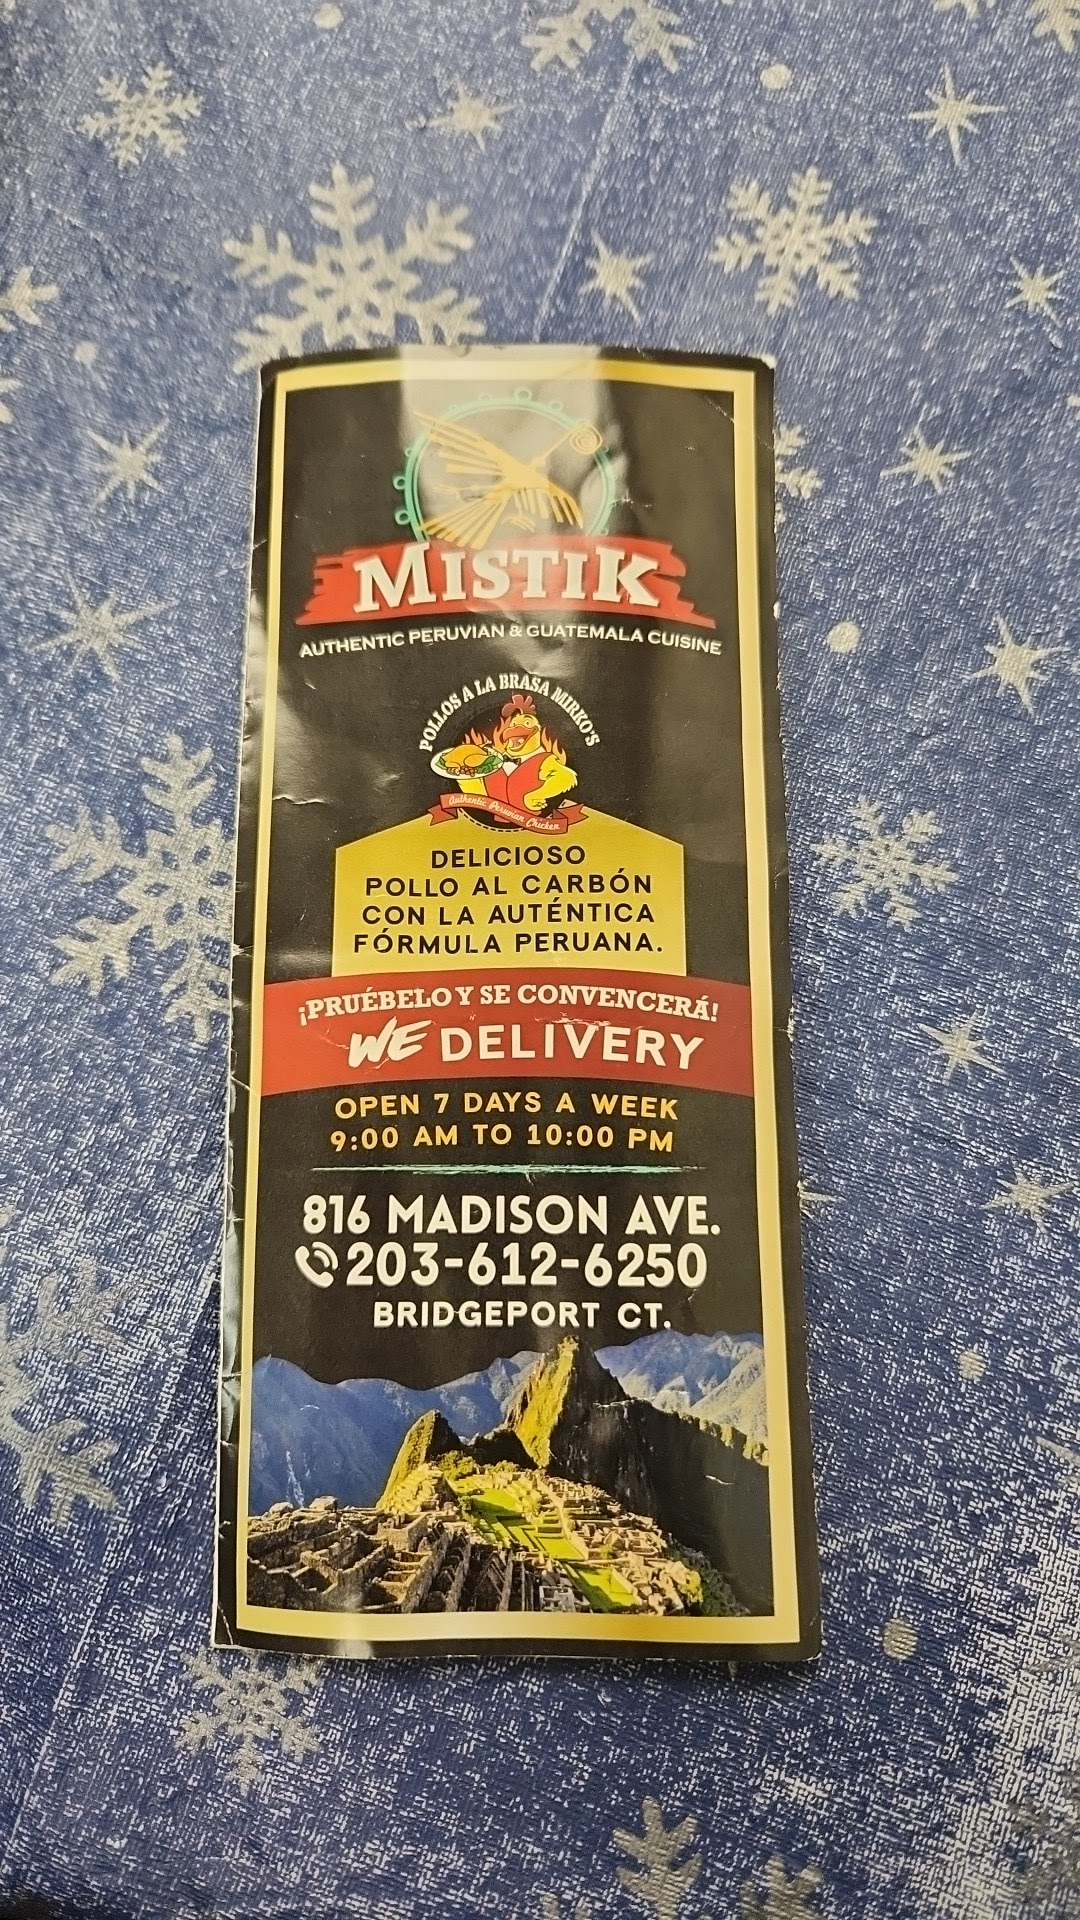 MISTIK
AUTHENTIC PERUVIAN & GUATEMALA CUISINE
POLLOS A LA BRASA MIRKO'S
Authentic Peruvian Chicken
DELICIOSO
POLLO AL CARBÓN
CON LA AUTÉNTICA
FÓRMULA PERUANA.
¡PRUÉBELO Y SE CONVENCERÁ!
WE DELIVERY
OPEN 7 DAYS A WEEK
9:00 AM TO 10:00 PM
816 MADISON AVE.
203-612-6250
BRIDGEPORT CT.